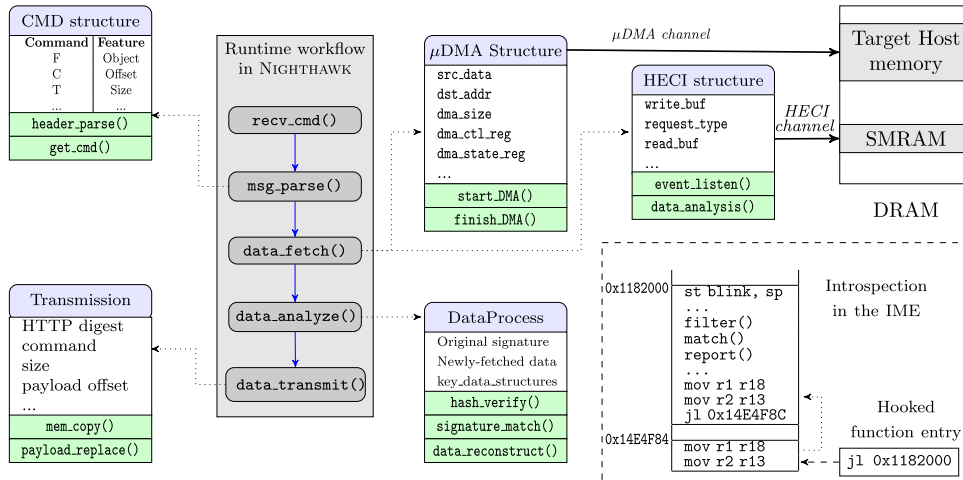 CMD structure
Command Feature
F Object
C Offset
T Size
... ...
header_parse()
get_cmd()
Runtime workflow
in NIGHTHAWK
recv_cmd()
msg_parse()
data_fetch()
data_analyze()
data_transmit()
μDMA Structure
src_data
dst_addr
dma_size
dma_ctl_reg
dma_state_reg
...
start_DMA()
finish_DMA()
μDMA channel
HECI structure
write_buf
request_type
read_buf
...
event_listen()
data_analysis()
HECI
channel
Target Host
memory
SMRAM
DRAM
Transmission
HTTP digest
command
size
payload offset
...
mem_copy()
payload_replace()
DataProcess
Original signature
Newly-fetched data
key_data_structures
hash_verify()
signature_match()
data_reconstruct()
0x1182000
st blink, sp
...
filter()
match()
report()
...
mov r1 r18
mov r2 r13
jl 0x14E4F8C
0x14E4F84
mov r1 r18
mov r2 r13
Introspection
in the IME
Hooked
function entry
jl 0x1182000